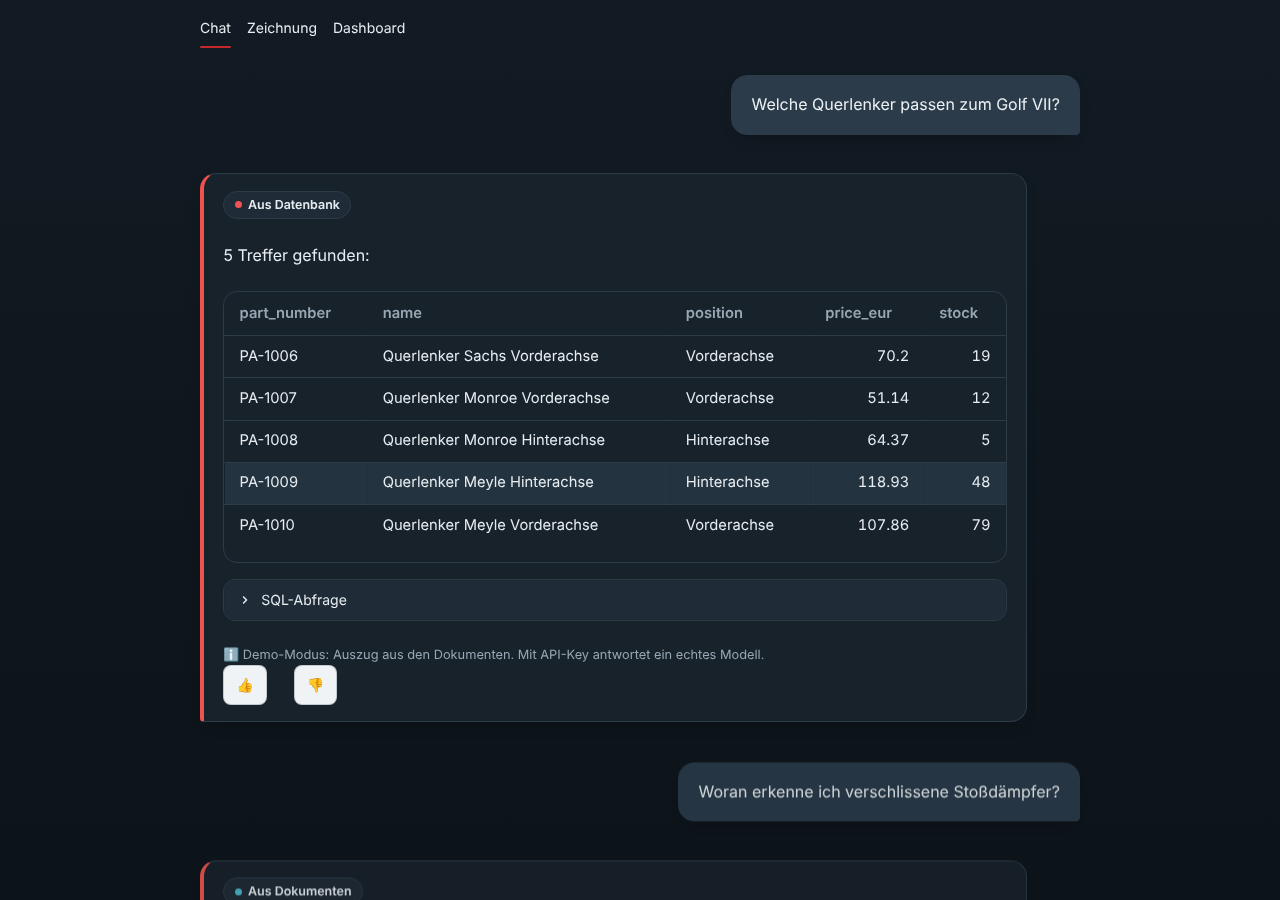 Chat Zeichnung Dashboard
Welche Querlenker passen zum Golf VII?
Aus Datenbank
5 Treffer gefunden:
part_number name position price_eur stock
PA-1006 Querlenker Sachs Vorderachse Vorderachse 70.2 19
PA-1007 Querlenker Monroe Vorderachse Vorderachse 51.14 12
PA-1008 Querlenker Monroe Hinterachse Hinterachse 64.37 5
PA-1009 Querlenker Meyle Hinterachse Hinterachse 118.93 48
PA-1010 Querlenker Meyle Vorderachse Vorderachse 107.86 79
SQL-Abfrage
ℹ️ Demo-Modus: Auszug aus den Dokumenten. Mit API-Key antwortet ein echtes Modell.
👍 👎
Woran erkenne ich verschlissene Stoßdämpfer?
Aus Dokumenten